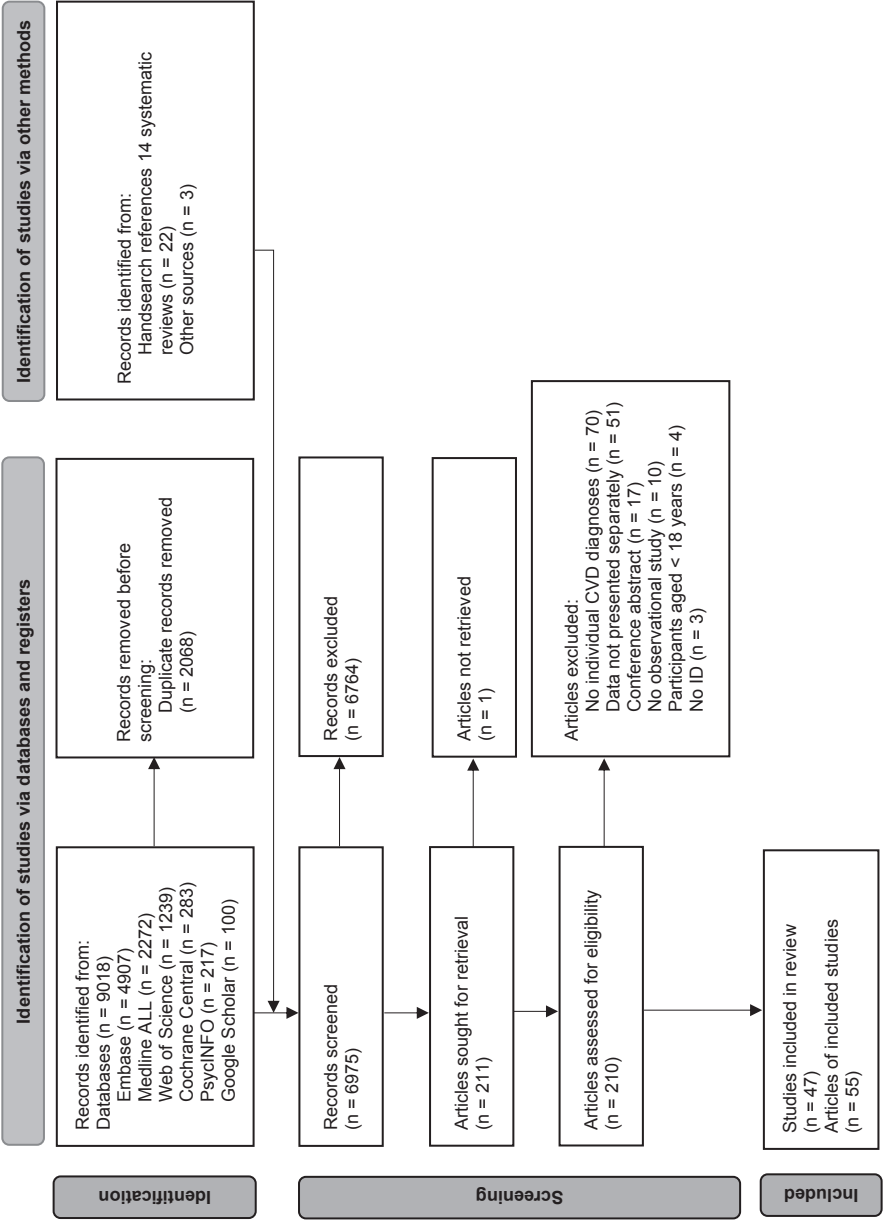 Identification of studies via databases and registers
Identification of studies via other methods
Identification
Records identified from:
Databases (n = 9018)
Embase (n = 4907)
Medline ALL (n = 2272)
Web of Science (n = 1239)
Cochrane Central (n = 283)
PsycINFO (n = 217)
Google Scholar (n = 100)
Records removed before
screening:
Duplicate records removed
(n = 2068)
Records identified from:
Handsearch references 14 systematic
reviews (n = 22)
Other sources (n = 3)
Screening
Records screened
(n = 6975)
Records excluded
(n = 6764)
Articles sought for retrieval
(n = 211)
Articles not retrieved
(n = 1)
Articles assessed for eligibility
(n = 210)
Articles excluded:
No individual CVD diagnoses (n = 70)
Data not presented separately (n = 51)
Conference abstract (n = 17)
No observational study (n = 10)
Participants aged < 18 years (n = 4)
No ID (n = 3)
Included
Studies included in review
(n = 47)
Articles of included studies
(n = 55)